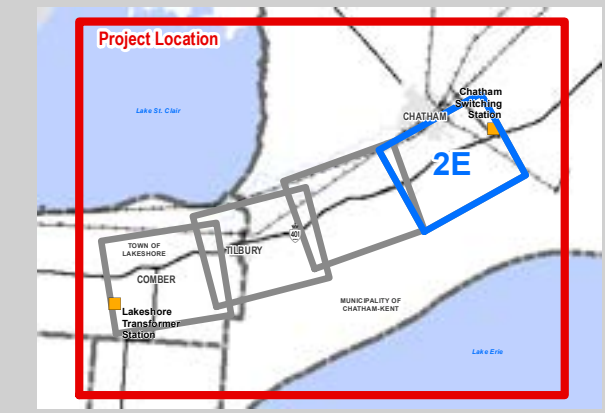 Project Location
Lake St. Clair
Chatham
Switching
Station
CHATHAM
2E
401
TOWN OF
LAKESHORE
TILBURY
COMBER
MUNICIPALITY OF
CHATHAM-KENT
Lakeshore
Transformer
Station
Lake Erie